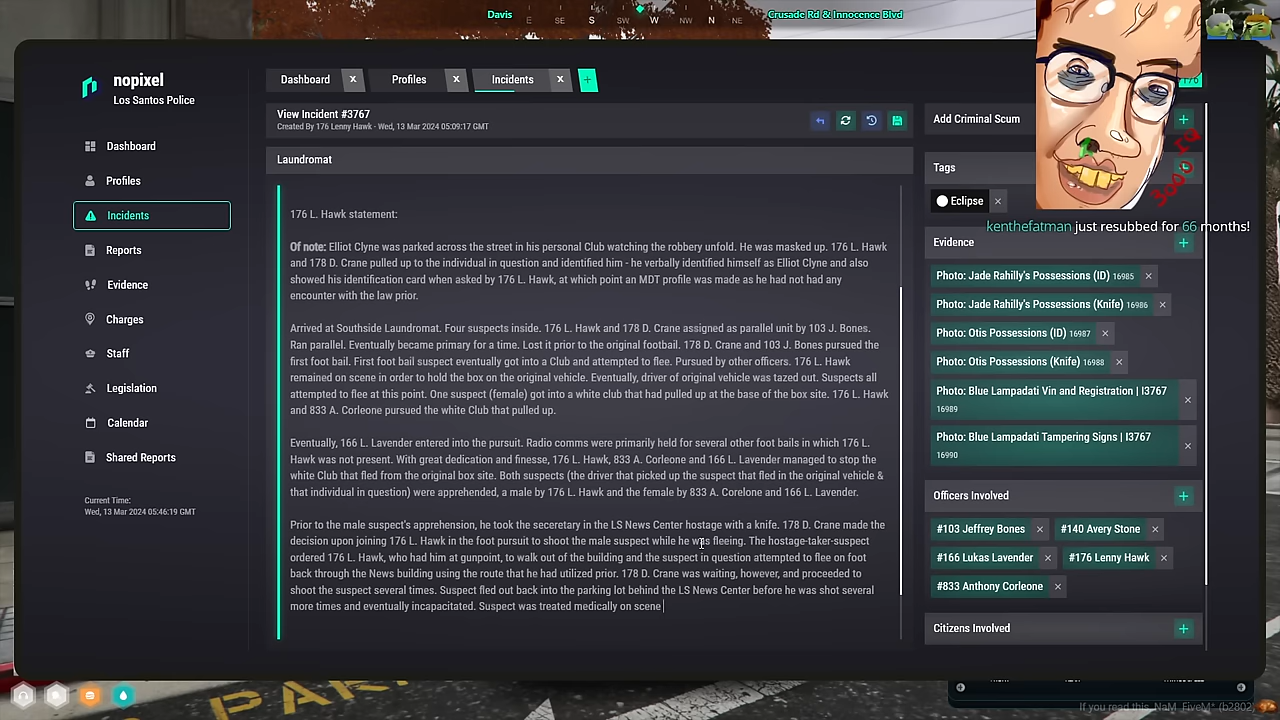 Davis
E SE S SW W NW N NE
Crusade Rd & Innocence Blvd
nopixel
Los Santos Police
Dashboard
Profiles
Incidents
Reports
Evidence
Charges
Staff
Legislation
Calendar
Shared Reports
Current Time:
Wed, 13 Mar 2024 05:46:19 GMT
Dashboard × Profiles × Incidents × +
View Incident #3767
Created By 176 Lenny Hawk - Wed, 13 Mar 2024 05:09:17 GMT
Laundromat
176 L. Hawk statement:
Of note: Elliot Clyne was parked across the street in his personal Club watching the robbery unfold. He was masked up. 176 L. Hawk
and 178 D. Crane pulled up to the individual in question and identified him - he verbally identified himself as Elliot Clyne and also
showed his identification card when asked by 176 L. Hawk, at which point an MDT profile was made as he had not had any
encounter with the law prior.
Arrived at Southside Laundromat. Four suspects inside. 176 L. Hawk and 178 D. Crane assigned as parallel unit by 103 J. Bones.
Ran parallel. Eventually became primary for a time. Lost it prior to the original footbail. 178 D. Crane and 103 J. Bones pursued the
first foot bail. First foot bail suspect eventually got into a Club and attempted to flee. Pursued by other officers. 176 L. Hawk
remained on scene in order to hold the box on the original vehicle. Eventually, driver of original vehicle was tazed out. Suspects all
attempted to flee at this point. One suspect (female) got into a white club that had pulled up at the base of the box site. 176 L. Hawk
and 833 A. Corleone pursued the white Club that pulled up.
Eventually, 166 L. Lavender entered into the pursuit. Radio comms were primarily held for several other foot bails in which 176 L.
Hawk was not present. With great dedication and finesse, 176 L. Hawk, 833 A. Corleone and 166 L. Lavender managed to stop the
white Club that fled from the original box site. Both suspects (the driver that picked up the suspect that fled in the original vehicle &
that individual in question) were apprehended, a male by 176 L. Hawk and the female by 833 A. Corelone and 166 L. Lavender.
Prior to the male suspect's apprehension, he took the seceretary in the LS News Center hostage with a knife. 178 D. Crane made the
decision upon joining 176 L. Hawk in the foot pursuit to shoot the male suspect while he was fleeing. The hostage-taker-suspect
ordered 176 L. Hawk, who had him at gunpoint, to walk out of the building and the suspect in question attempted to flee on foot
back through the News building using the route that he had utilized prior. 178 D. Crane was waiting, however, and proceeded to
shoot the suspect several times. Suspect fled out back into the parking lot behind the LS News Center before he was shot several
more times and eventually incapacitated. Suspect was treated medically on scene
Add Criminal Scum
Tags
Eclipse ×
3000 IQ
kenthefatman just resubbed for 66 months!
Evidence
Photo: Jade Rahilly's Possessions (ID) 16985 ×
Photo: Jade Rahilly's Possessions (Knife) 16986 ×
Photo: Otis Possessions (ID) 16987 ×
Photo: Otis Possessions (Knife) 16988 ×
Photo: Blue Lampadati Vin and Registration | I3767
16989 ×
Photo: Blue Lampadati Tampering Signs | I3767
16990 ×
Officers Involved
#103 Jeffrey Bones × #140 Avery Stone ×
#166 Lukas Lavender × #176 Lenny Hawk ×
#833 Anthony Corleone ×
Citizens Involved
If you read this, NaM FiveM* (b2802)